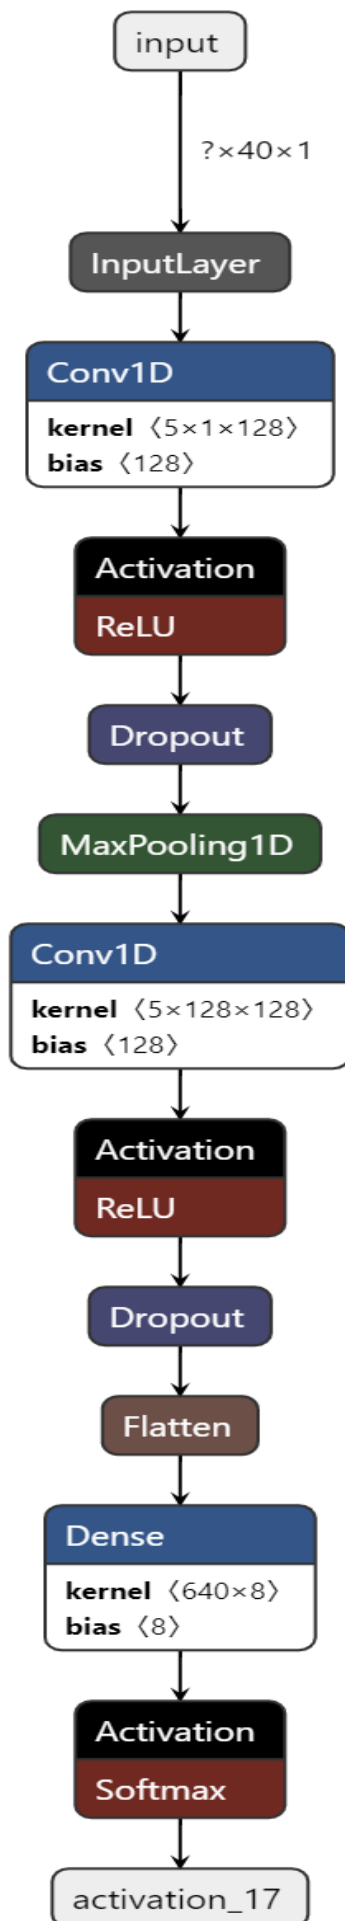 input
?×40×1
InputLayer
Conv1D
kernel 〈5×1×128〉
bias 〈128〉
Activation
ReLU
Dropout
MaxPooling1D
Conv1D
kernel 〈5×128×128〉
bias 〈128〉
Activation
ReLU
Dropout
Flatten
Dense
kernel 〈640×8〉
bias 〈8〉
Activation
Softmax
activation_17